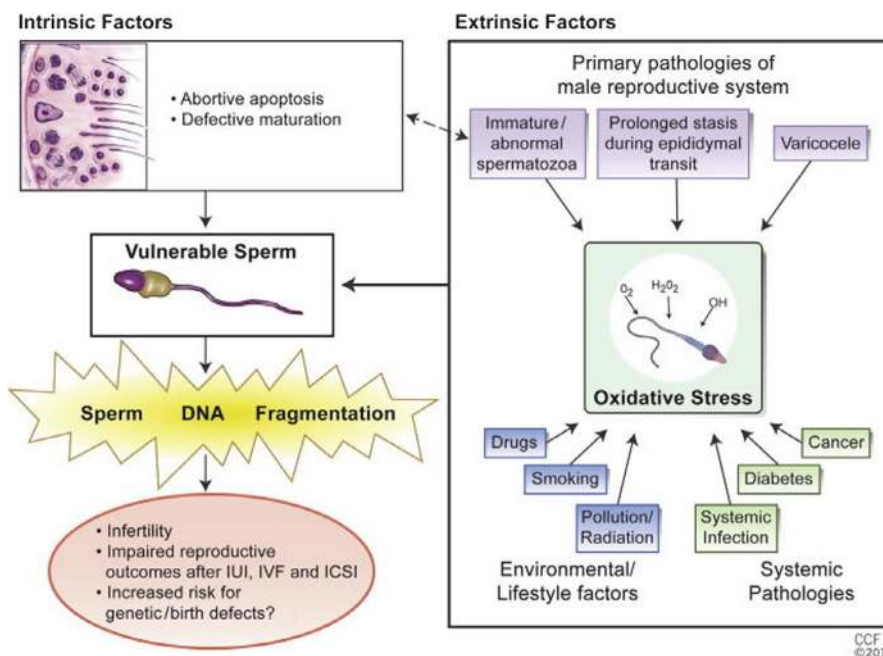 Intrinsic Factors
• Abortive apoptosis
• Defective maturation
Vulnerable Sperm
Sperm DNA Fragmentation
• Infertility
• Impaired reproductive
outcomes after IUI, IVF and ICSI
• Increased risk for
genetic/birth defects?
Extrinsic Factors
Primary pathologies of
male reproductive system
Immature/
abnormal
spermatozoa
Prolonged stasis
during epididymal
transit
Varicocele
O₂
H₂O₂
OH
Oxidative Stress
Drugs
Smoking
Pollution/
Radiation
Environmental/
Lifestyle factors
Cancer
Diabetes
Systemic
Infection
Systemic
Pathologies
CCF